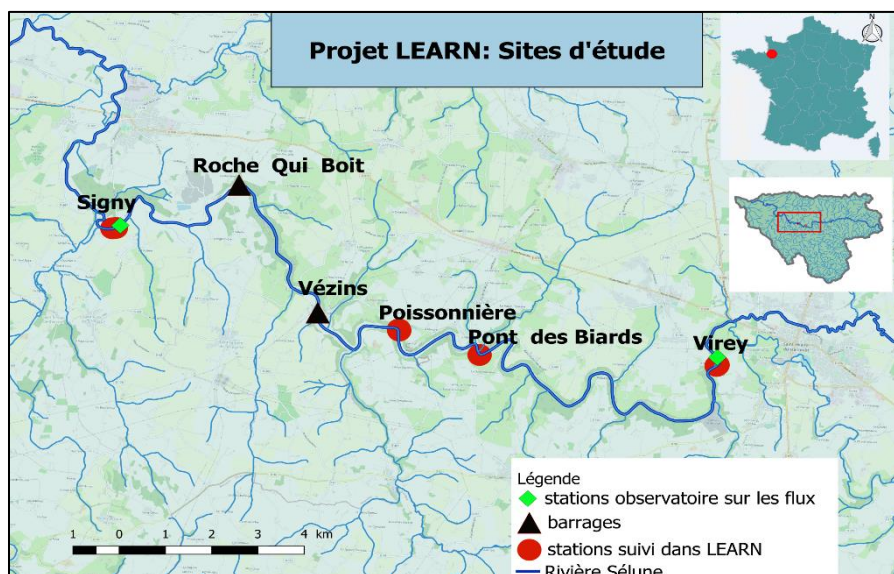 Projet LEARN: Sites d'étude
N
Roche Qui Boit
Signy
Vézins
Poissonnière
Pont des Biards
Virey
Légende
stations observatoire sur les flux
barrages
stations suivi dans LEARN
Rivière Sélune
1 0 1 2 3 4 km